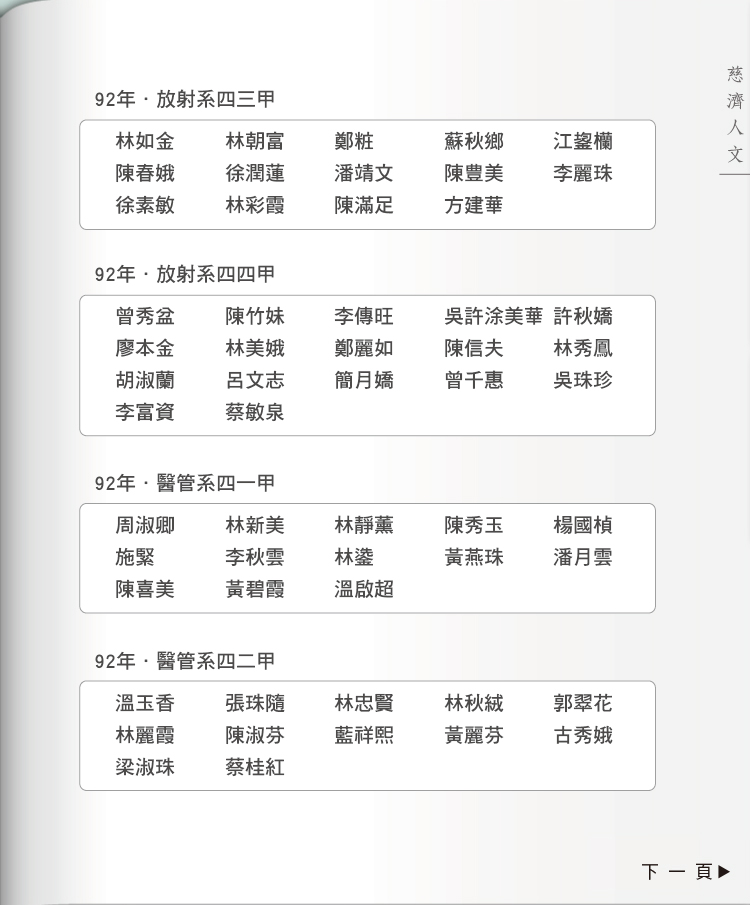 慈濟人文
92年．放射系四三甲
林如金 林朝富 鄭粧 蘇秋鄉 江鋆欄
陳春娥 徐潤蓮 潘靖文 陳豊美 李麗珠
徐素敏 林彩霞 陳滿足 方建華
92年．放射系四四甲
曾秀盆 陳竹妹 李傳旺 吳許涂美華 許秋嬌
廖本金 林美娥 鄭麗如 陳信夫 林秀鳳
胡淑蘭 呂文志 簡月嬌 曾千惠 吳珠珍
李富資 蔡敏泉
92年．醫管系四一甲
周淑卿 林新美 林靜薰 陳秀玉 楊國楨
施緊 李秋雲 林鍌 黃燕珠 潘月雲
陳喜美 黃碧霞 溫啟超
92年．醫管系四二甲
溫玉香 張珠隨 林忠賢 林秋絨 郭翠花
林麗霞 陳淑芬 藍祥熙 黃麗芬 古秀娥
梁淑珠 蔡桂紅
下一頁▶